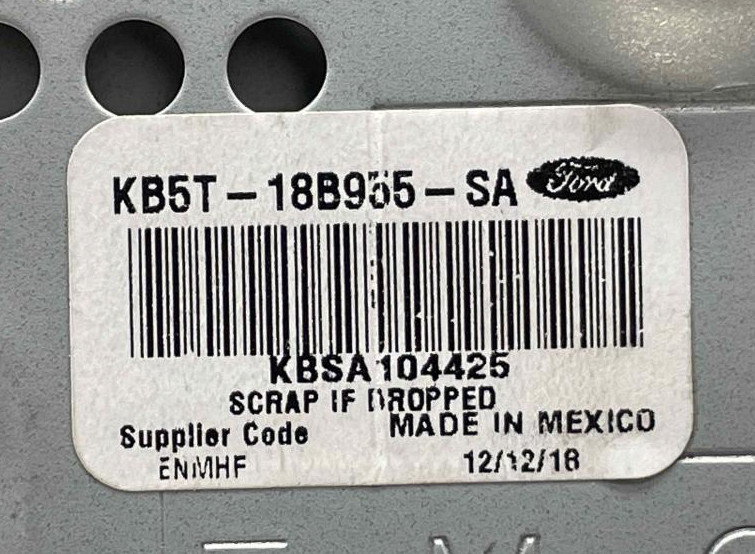 KB5T-18B955-SA Ford
KBSA104425
SCRAP IF DROPPED
MADE IN MEXICO
Supplier Code
ENMHF
12/12/18